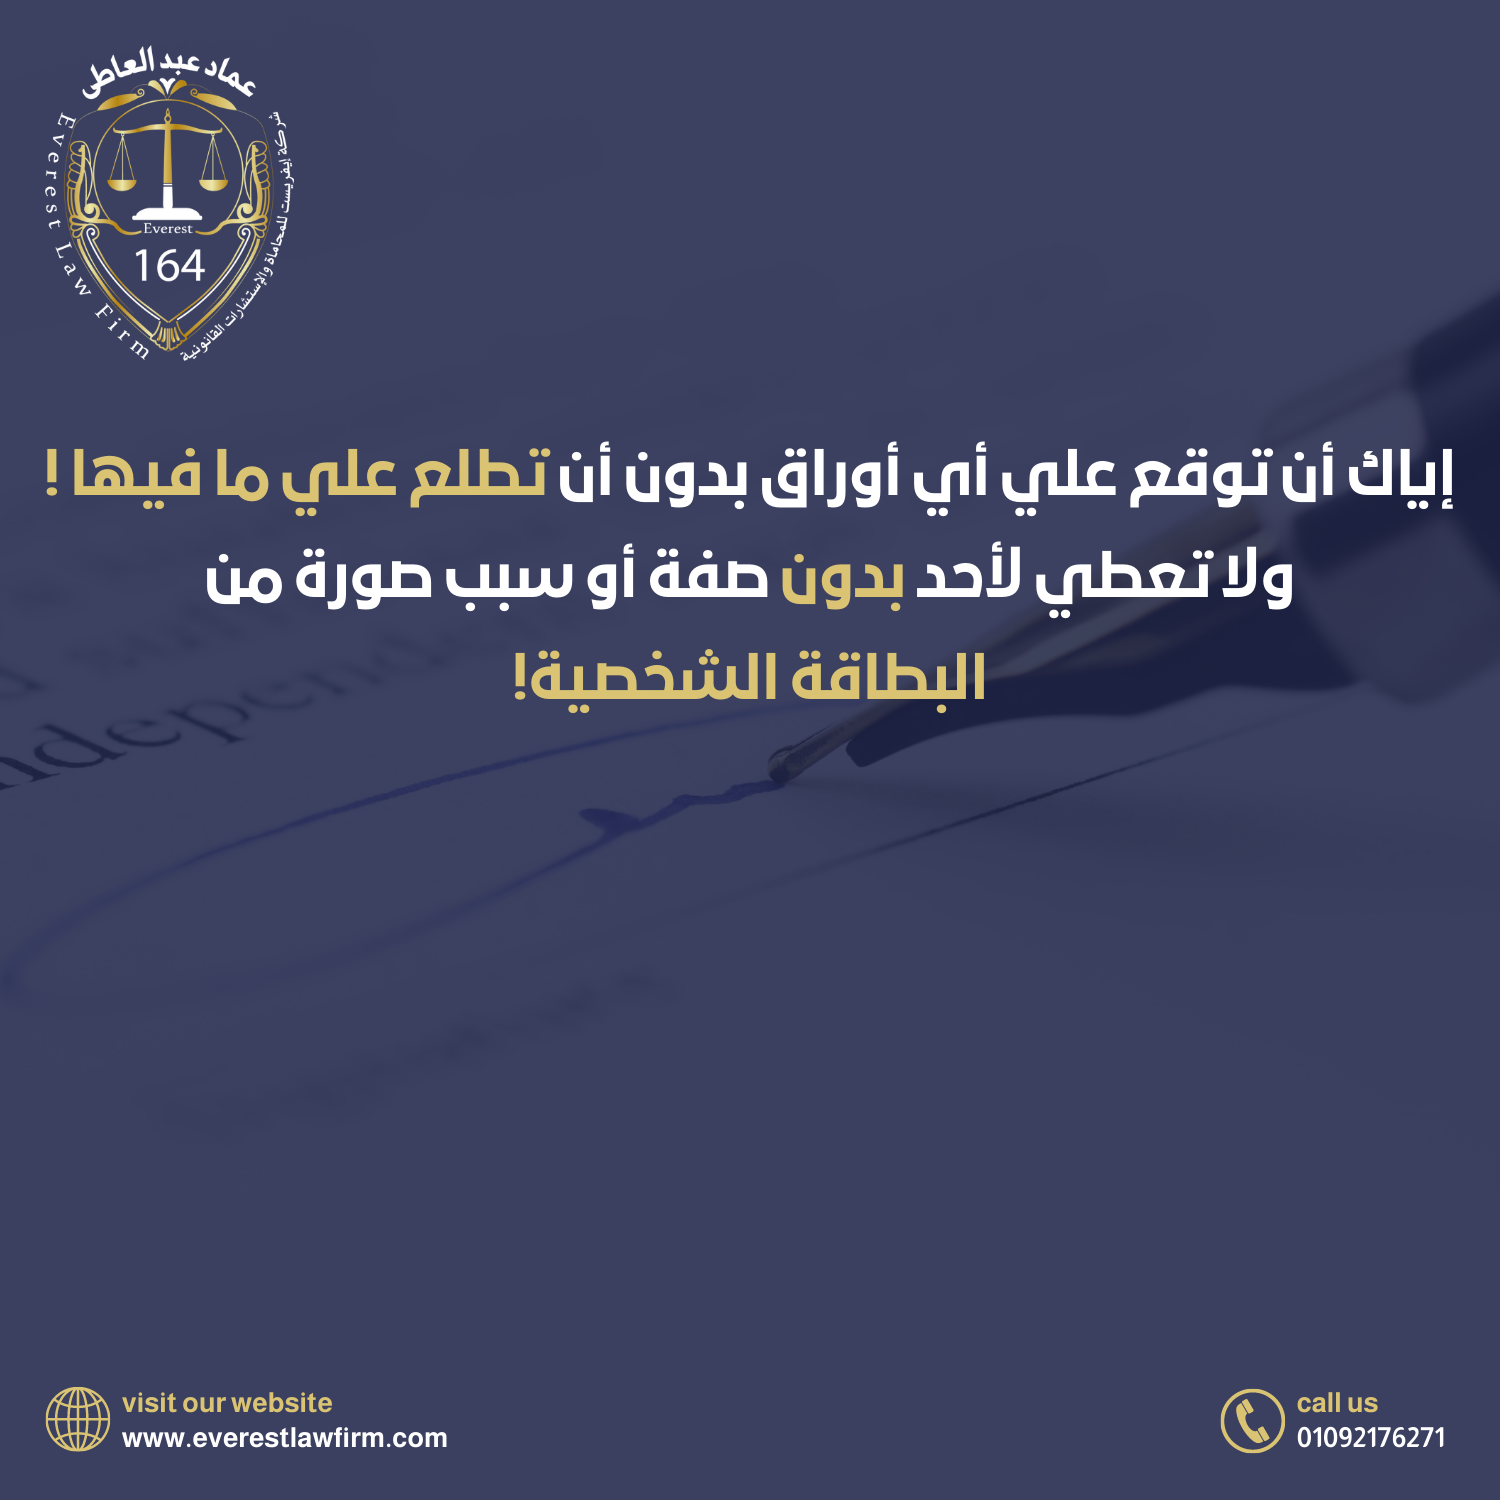 عماد عبد العاطى
Everest Law Firm
شركة إيفريست للمحاماة والإستشارات القانونية
Everest
164
إياك أن توقع علي أي أوراق بدون أن تطلع علي ما فيها !
ولا تعطي لأحد بدون صفة أو سبب صورة من
البطاقة الشخصية!
ndependen
visit our website
www.everestlawfirm.com
call us
01092176271